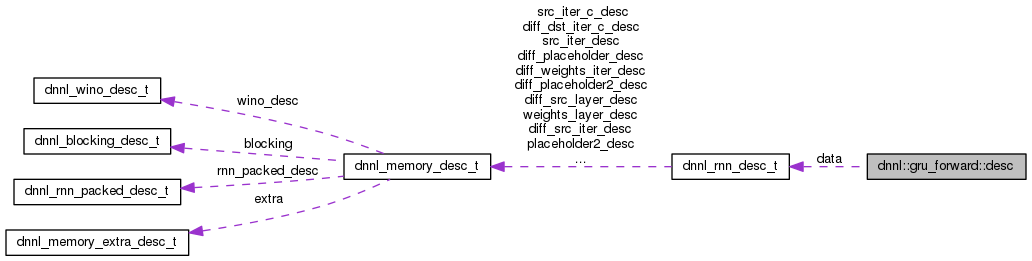 src_iter_c_desc
diff_dst_iter_c_desc
src_iter_desc
diff_placeholder_desc
diff_weights_iter_desc
diff_placeholder2_desc
diff_src_layer_desc
weights_layer_desc
diff_src_iter_desc
placeholder2_desc
...
dnnl_wino_desc_t
wino_desc
dnnl_blocking_desc_t
blocking
dnnl_memory_desc_t
dnnl_rnn_desc_t
data
dnnl::gru_forward::desc
rnn_packed_desc
dnnl_rnn_packed_desc_t
extra
dnnl_memory_extra_desc_t